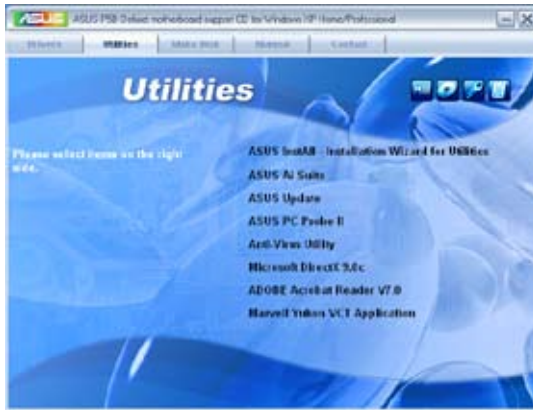 ASUS
ASUS P5B Deluxe motherboard support CD for Windows XP Home/Professional
Drivers
Utilities
Make Disk
Manual
Contact
Utilities
Please select items on the right
side.
ASUS InstAll - Installation Wizard for Utilities
ASUS Ai Suite
ASUS Update
ASUS PC Probe II
Anti-Virus Utility
Microsoft DirectX 9.0c
ADOBE Acrobat Reader V7.0
Marvell Yukon VCT Application